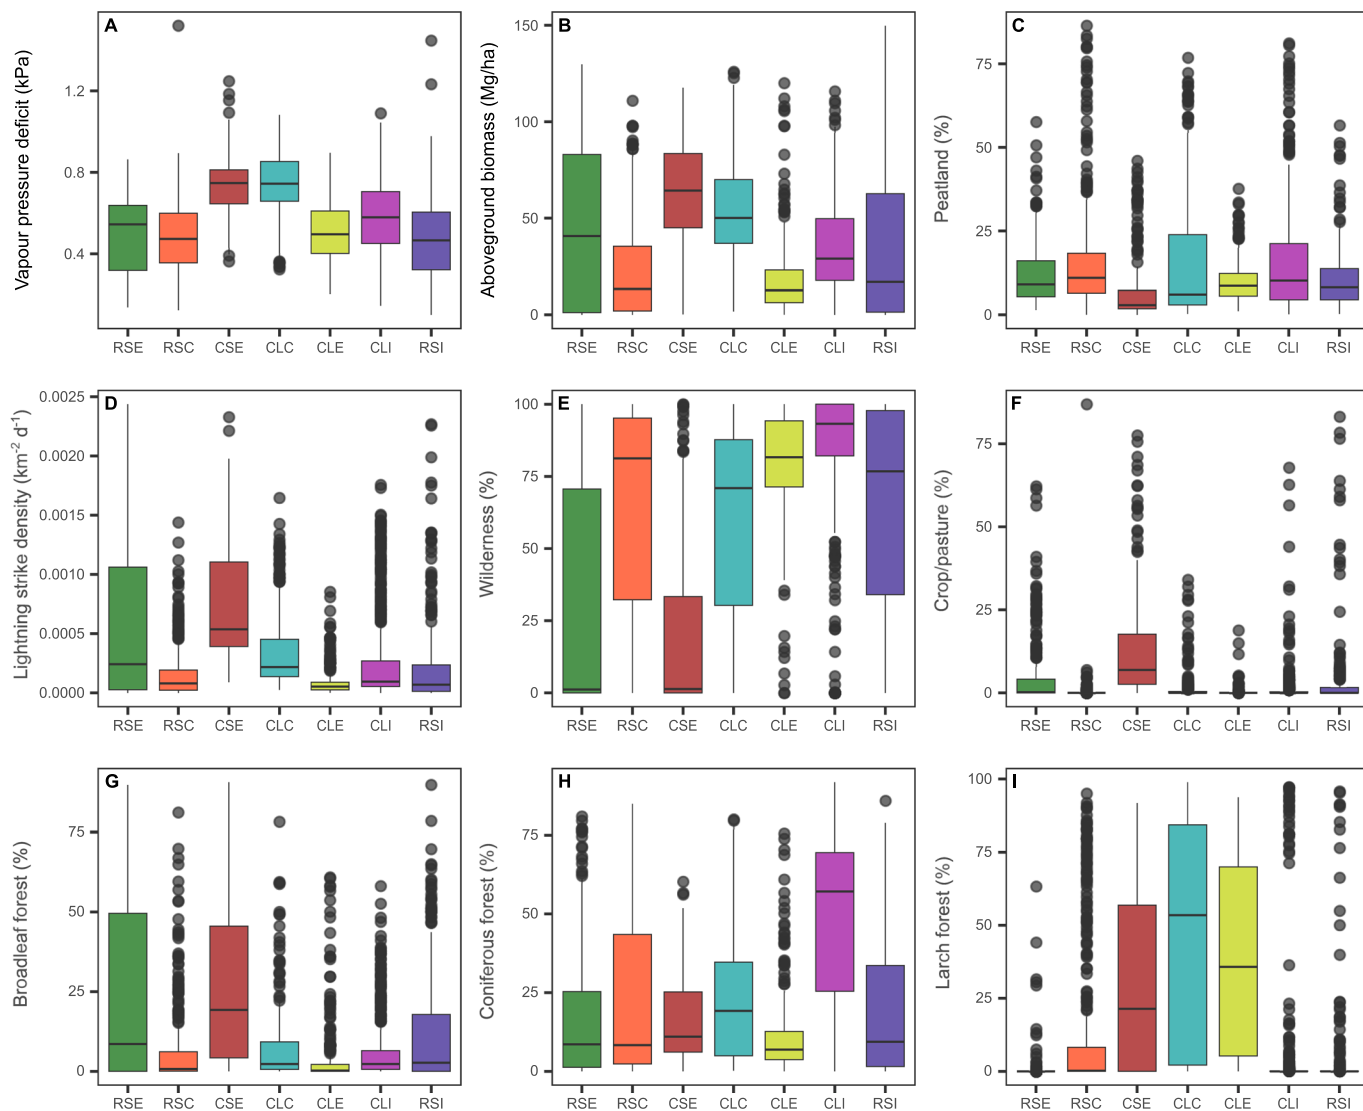 A
B
C
Vapour pressure deficit (kPa)
1.2
0.8
0.4
RSE RSC CSE CLC CLE CLI RSI
Aboveground biomass (Mg/ha)
150
100
50
0
RSE RSC CSE CLC CLE CLI RSI
Peatland (%)
75
50
25
0
RSE RSC CSE CLC CLE CLI RSI
D
E
F
Lightning strike density (km⁻² d⁻¹)
0.0025
0.0020
0.0015
0.0010
0.0005
0.0000
RSE RSC CSE CLC CLE CLI RSI
Wilderness (%)
100
75
50
25
0
RSE RSC CSE CLC CLE CLI RSI
Crop/pasture (%)
75
50
25
0
RSE RSC CSE CLC CLE CLI RSI
G
H
I
Broadleaf forest (%)
75
50
25
0
RSE RSC CSE CLC CLE CLI RSI
Coniferous forest (%)
75
50
25
0
RSE RSC CSE CLC CLE CLI RSI
Larch forest (%)
100
75
50
25
0
RSE RSC CSE CLC CLE CLI RSI